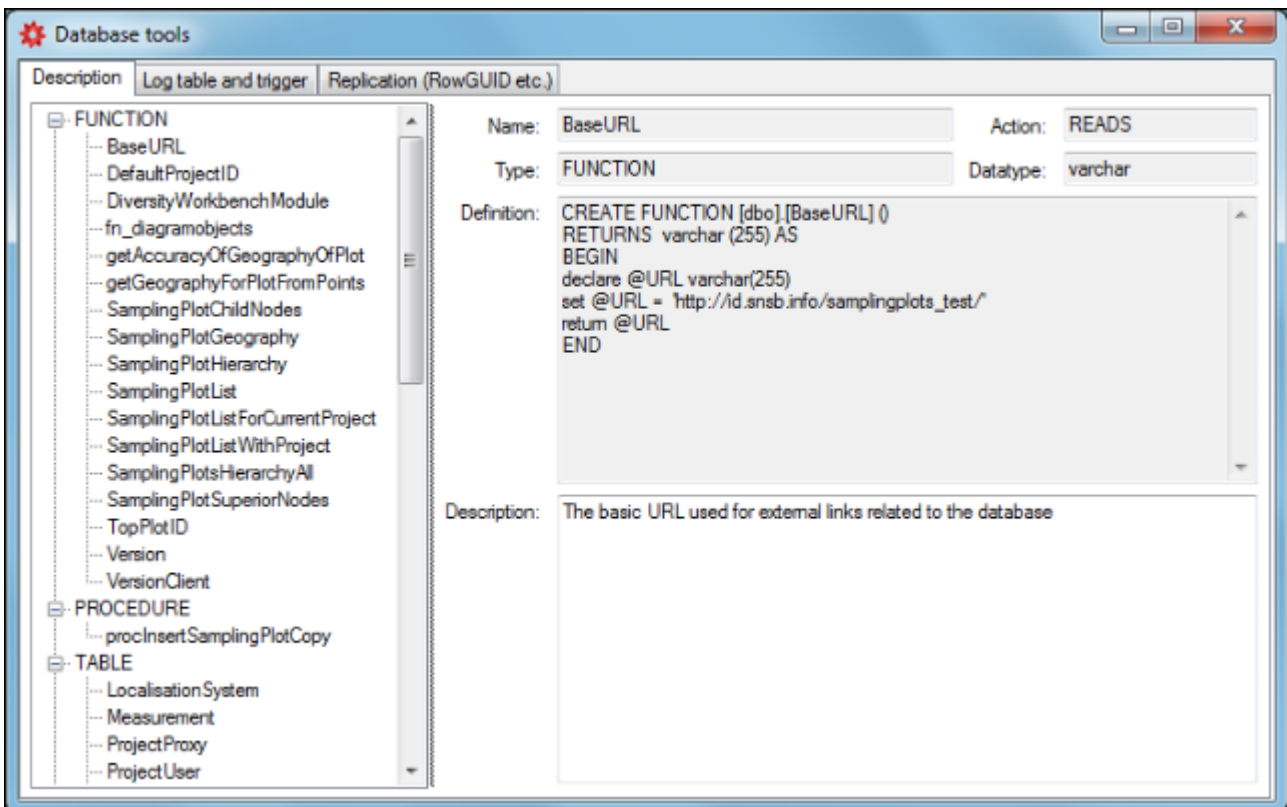 Database tools
Description
Log table and trigger
Replication (RowGUID etc.)
FUNCTION
BaseURL
DefaultProjectID
DiversityWorkbenchModule
fn_diagramobjects
getAccuracyOfGeographyOfPlot
getGeographyForPlotFromPoints
SamplingPlotChildNodes
SamplingPlotGeography
SamplingPlotHierarchy
SamplingPlotList
SamplingPlotListForCurrentProject
SamplingPlotListWithProject
SamplingPlotsHierarchyAll
SamplingPlotSuperiorNodes
TopPlotID
Version
VersionClient
PROCEDURE
procInsertSamplingPlotCopy
TABLE
LocalisationSystem
Measurement
ProjectProxy
ProjectUser
Name: BaseURL Action: READS
Type: FUNCTION Datatype: varchar
Definition: CREATE FUNCTION [dbo].[BaseURL] ()
RETURNS  varchar (255) AS
BEGIN
declare @URL varchar(255)
set @URL =  'http://id.snsb.info/samplingplots_test/'
return @URL
END
Description: The basic URL used for external links related to the database